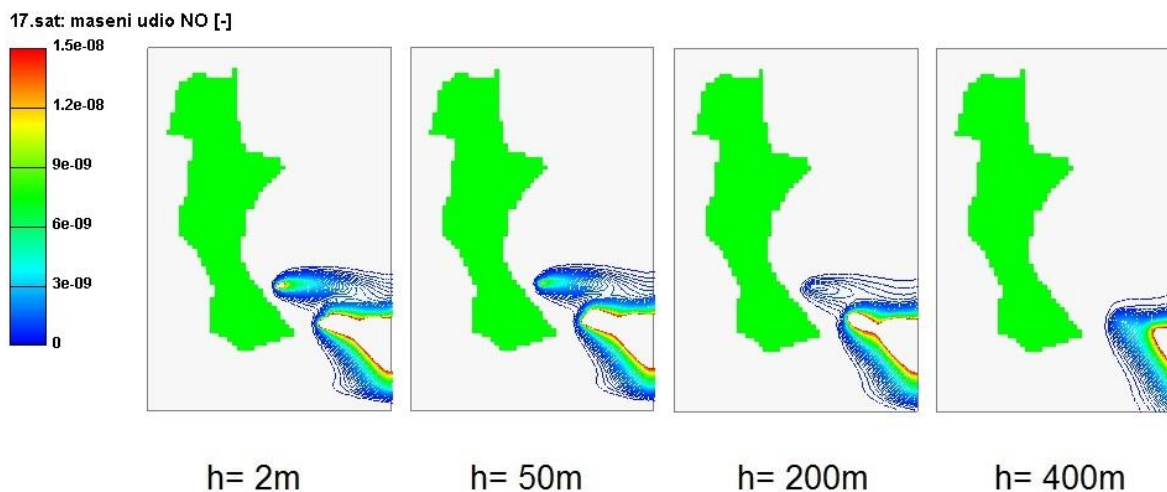 17.sat: maseni udio NO [-]
1.5e-08
1.2e-08
9e-09
6e-09
3e-09
0
h= 2m
h= 50m
h= 200m
h= 400m